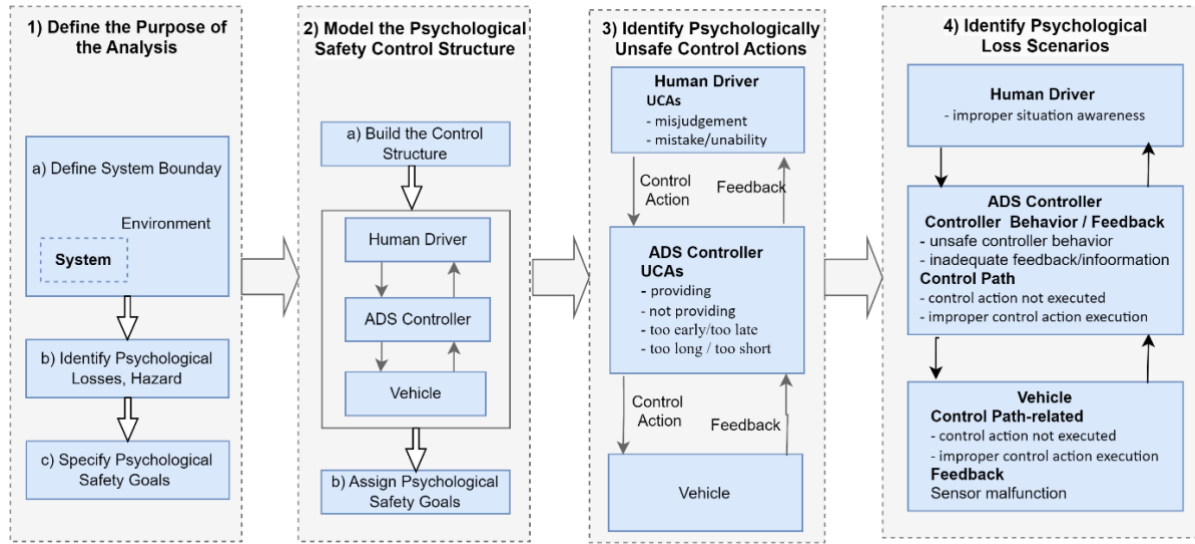 1) Define the Purpose of
the Analysis
a) Define System Bounday
Environment
System
b) Identify Psychological
Losses, Hazard
c) Specify Psychological
Safety Goals
2) Model the Psychological
Safety Control Structure
a) Build the Control
Structure
Human Driver
ADS Controller
Vehicle
b) Assign Psychological
Safety Goals
3) Identify Psychologically
Unsafe Control Actions
Human Driver
UCAs
- misjudgement
- mistake/unability
Control
Action
Feedback
ADS Controller
UCAs
- providing
- not providing
- too early/too late
- too long / too short
Control
Action
Feedback
Vehicle
4) Identify Psychological
Loss Scenarios
Human Driver
- improper situation awareness
ADS Controller
Controller Behavior / Feedback
- unsafe controller behavior
- inadequate feedback/infoormation
Control Path
- control action not executed
- improper control action execution
Vehicle
Control Path-related
- control action not executed
- improper control action execution
Feedback
Sensor malfunction